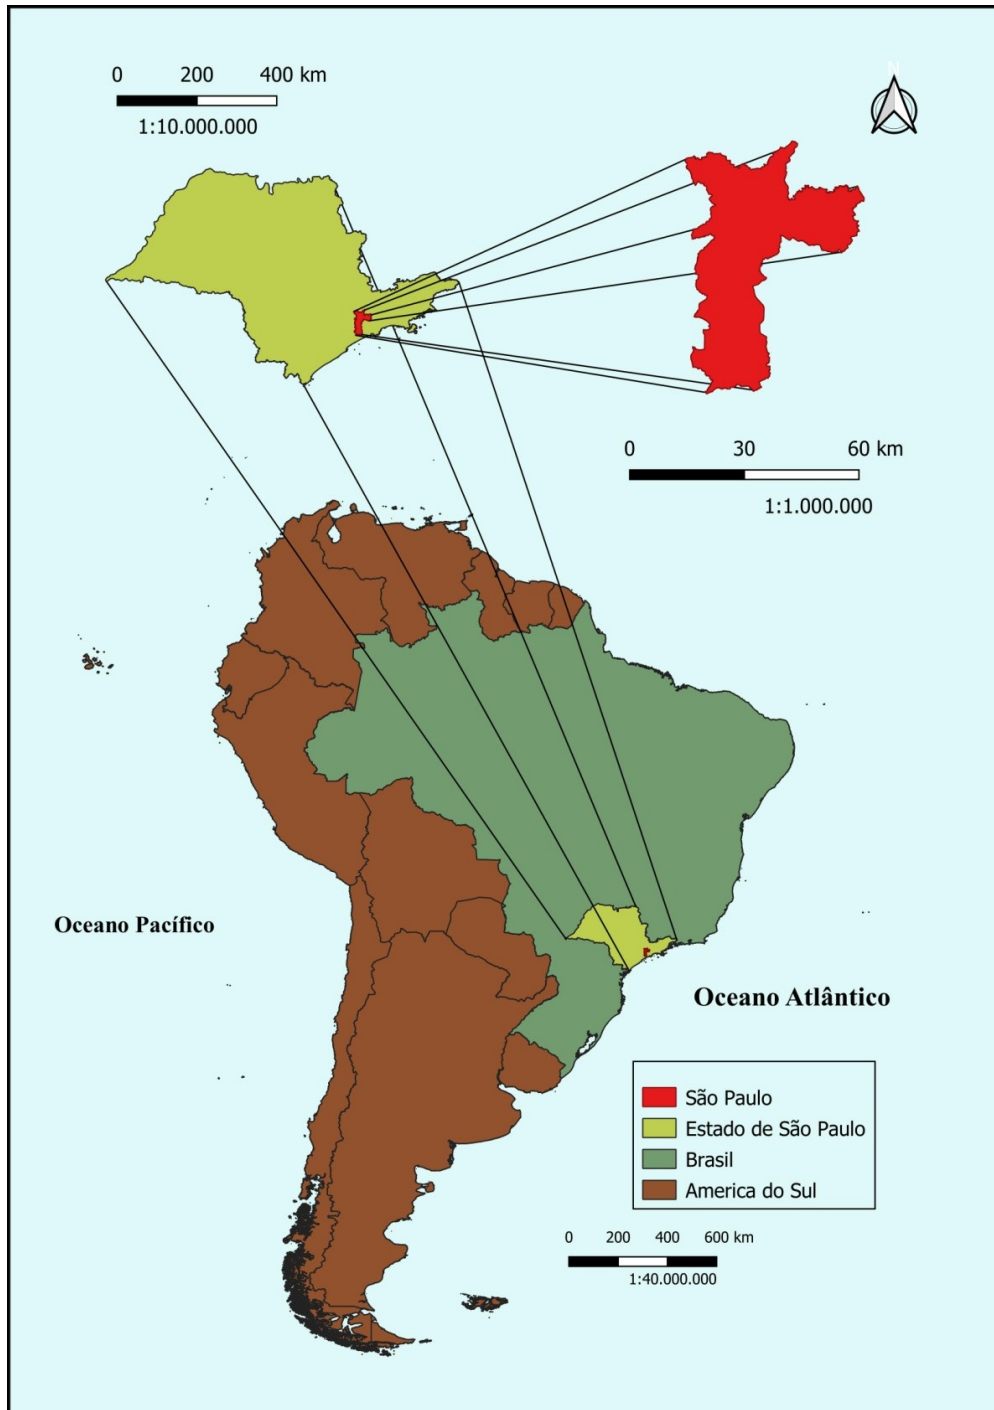 0 200 400 km
1:10.000.000
N
0 30 60 km
1:1.000.000
Oceano Pacífico
Oceano Atlântico
São Paulo
Estado de São Paulo
Brasil
America do Sul
0 200 400 600 km
1:40.000.000